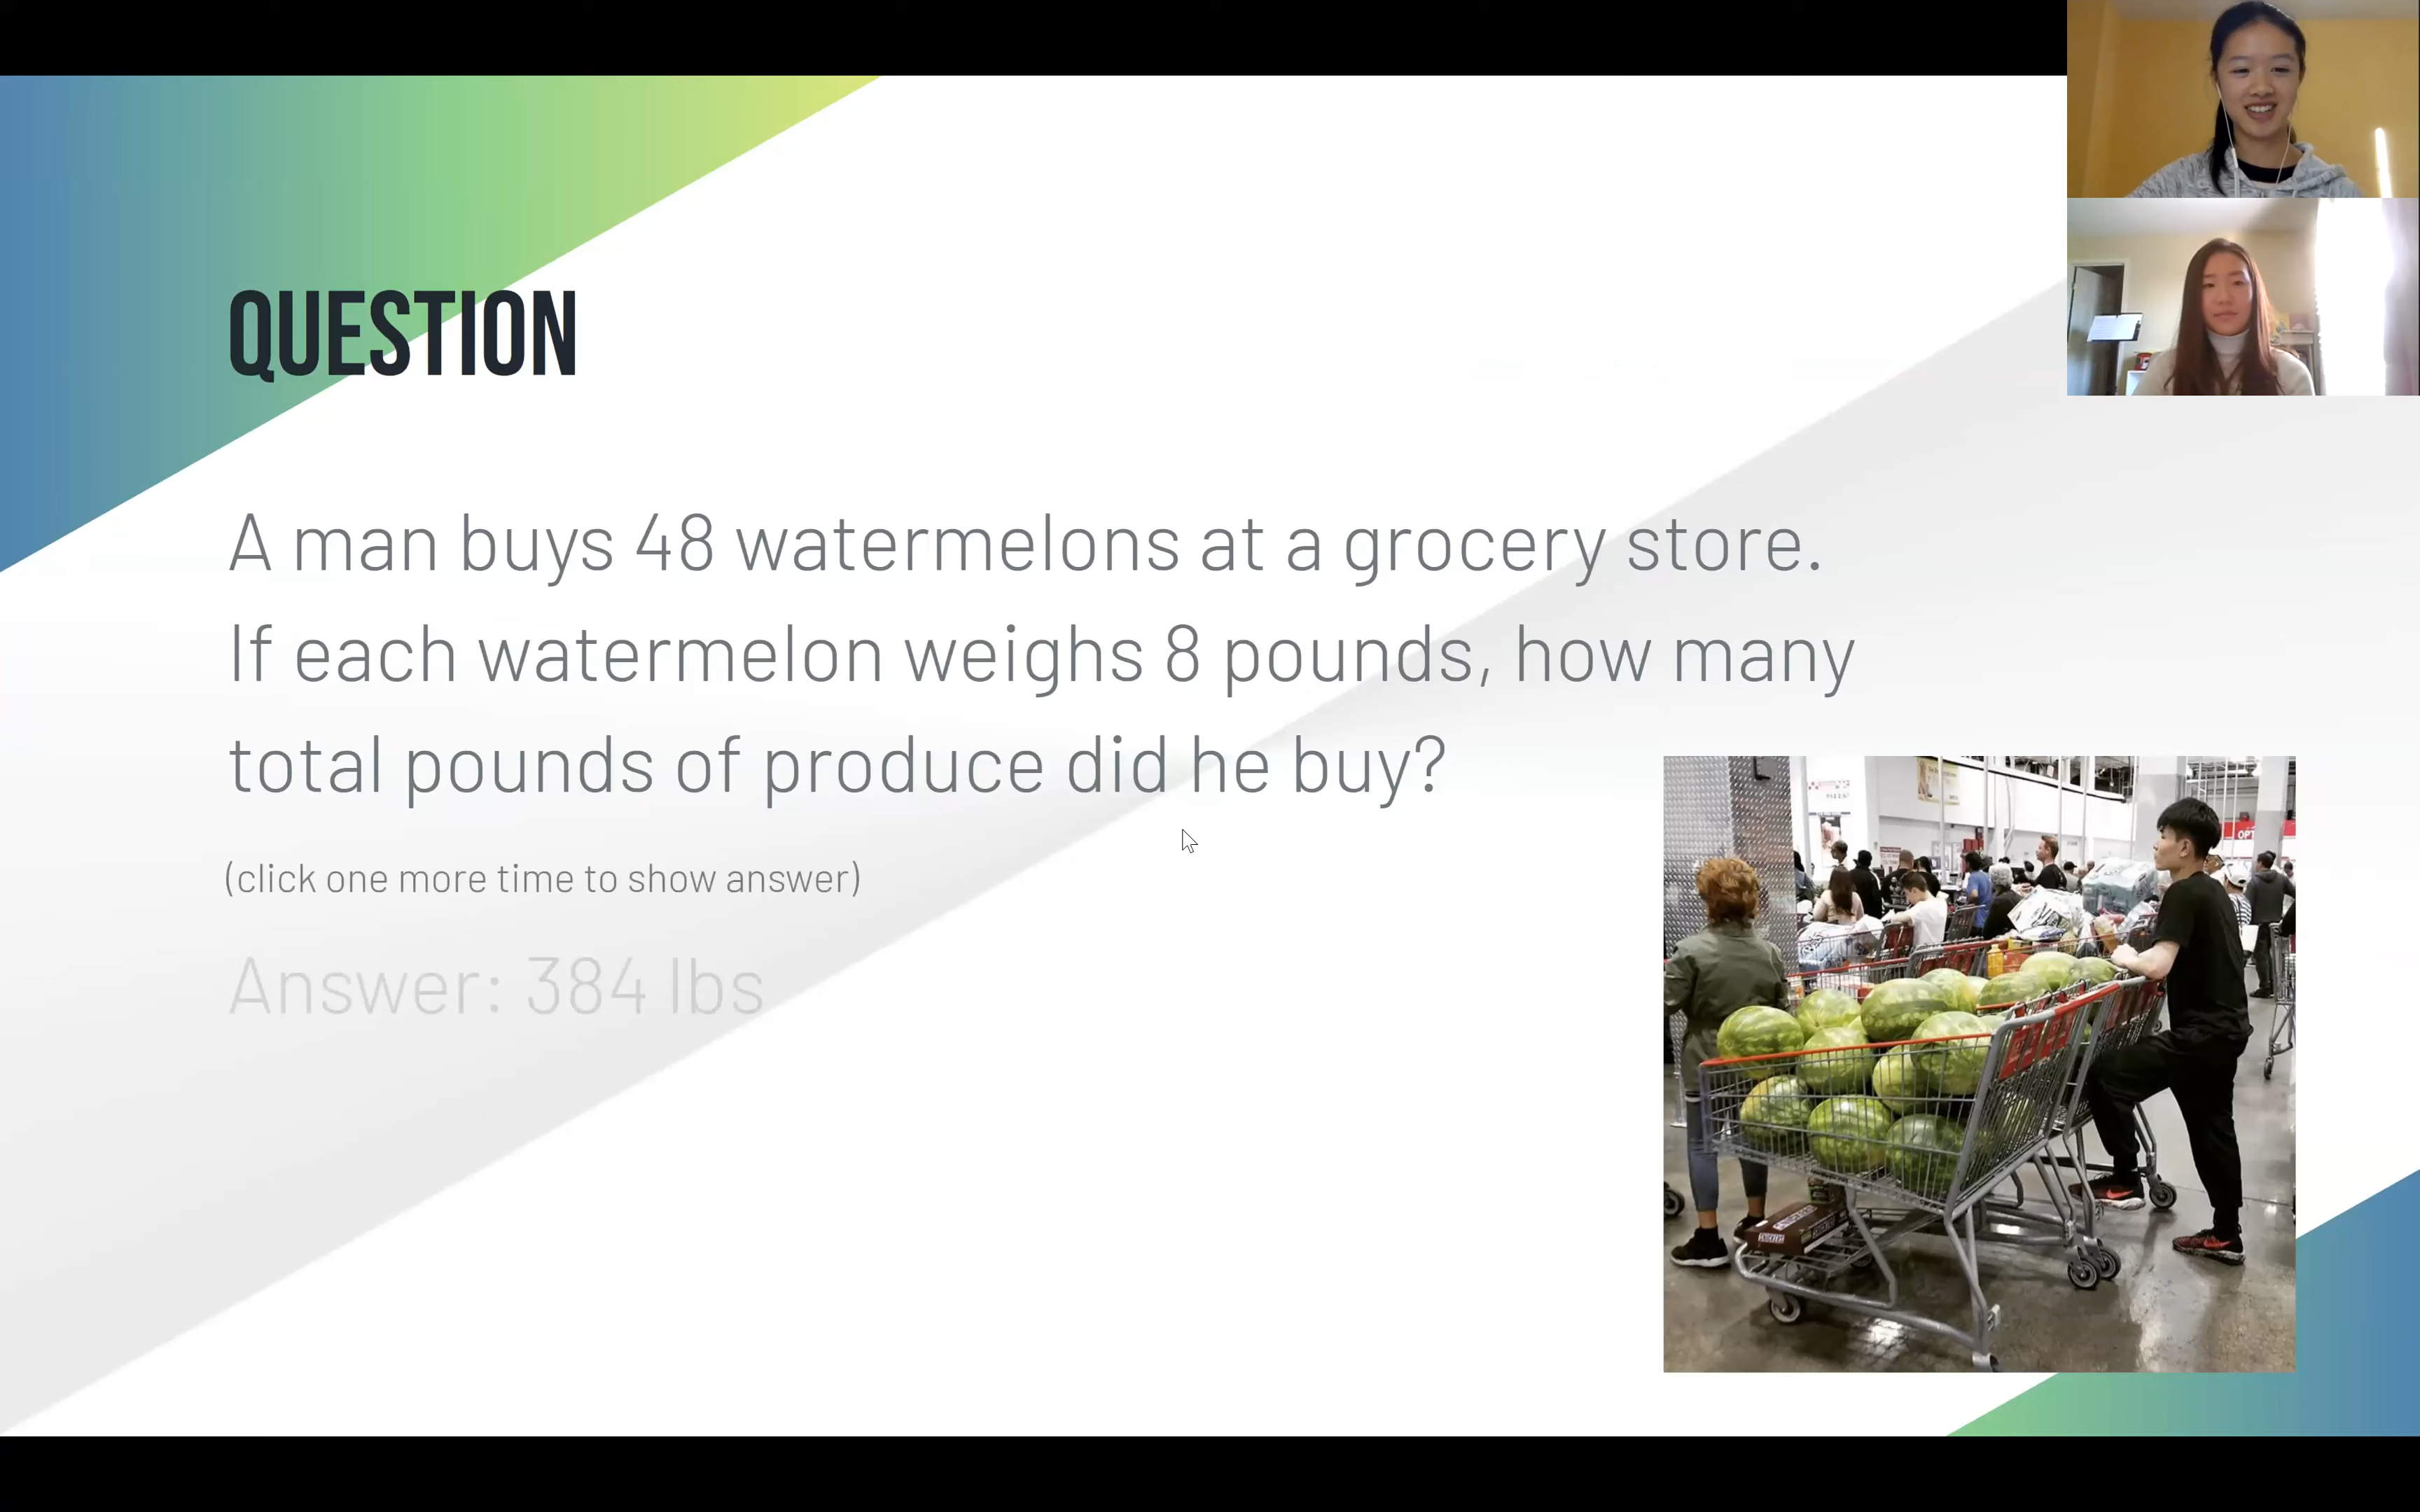 QUESTION
A man buys 48 watermelons at a grocery store.
If each watermelon weighs 8 pounds, how many
total pounds of produce did he buy?
(click one more time to show answer)
Answer: 384 lbs
SNICKERS